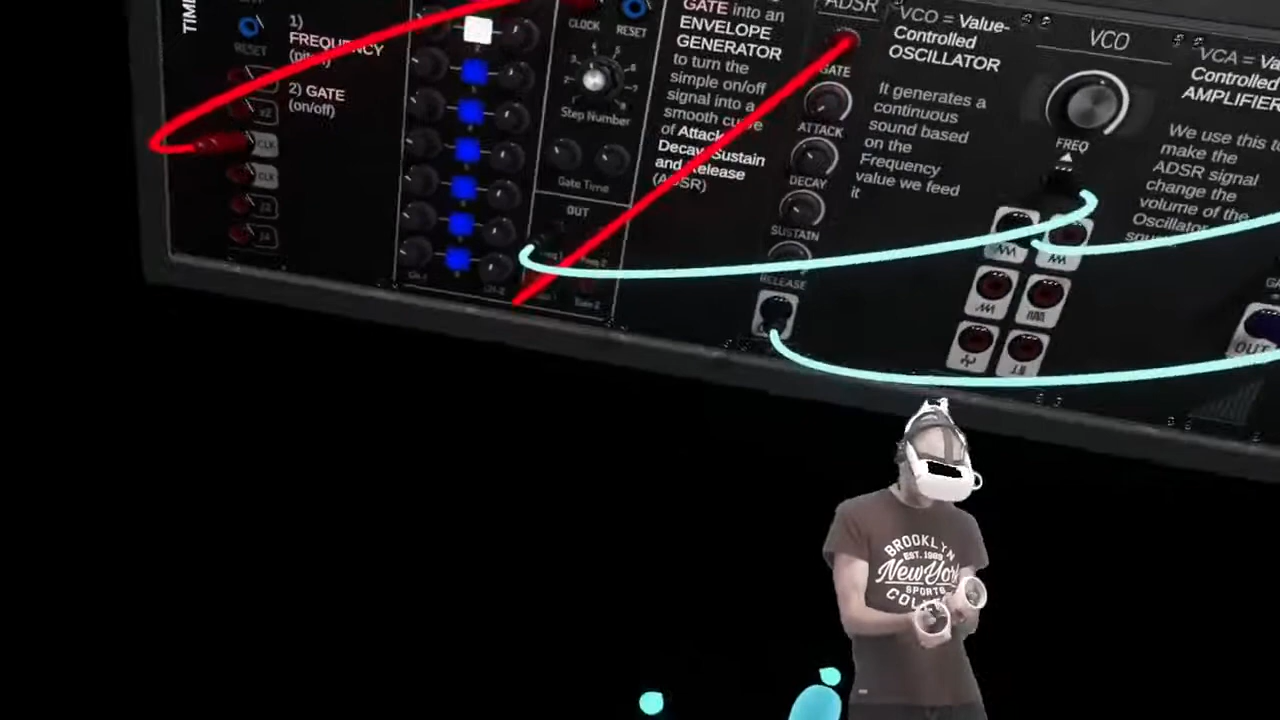 TIME
RESET
1)
FREQUENCY
2) GATE
(on/off)
x2
CLK
CLK
CLOCK
RESET
Step Number
Gate Time
OUT
GATE into an
ENVELOPE
GENERATOR
to turn the
simple on/off
signal into a
smooth curve
of Attack
Decay Sustain
and Release
(ADSR)
ADSR
GATE
ATTACK
DECAY
SUSTAIN
RELEASE
VCO = Value-
Controlled
OSCILLATOR
It generates a
continuous
sound based
on the
Frequency
value we feed
it
VCO
FREQ
VCA = Va
Controlled
AMPLIFIER
We use this to
make the
ADSR signal
change the
volume of the
Oscillator
OUT
BROOKLYN
EST. 1989
New York
SPORTS